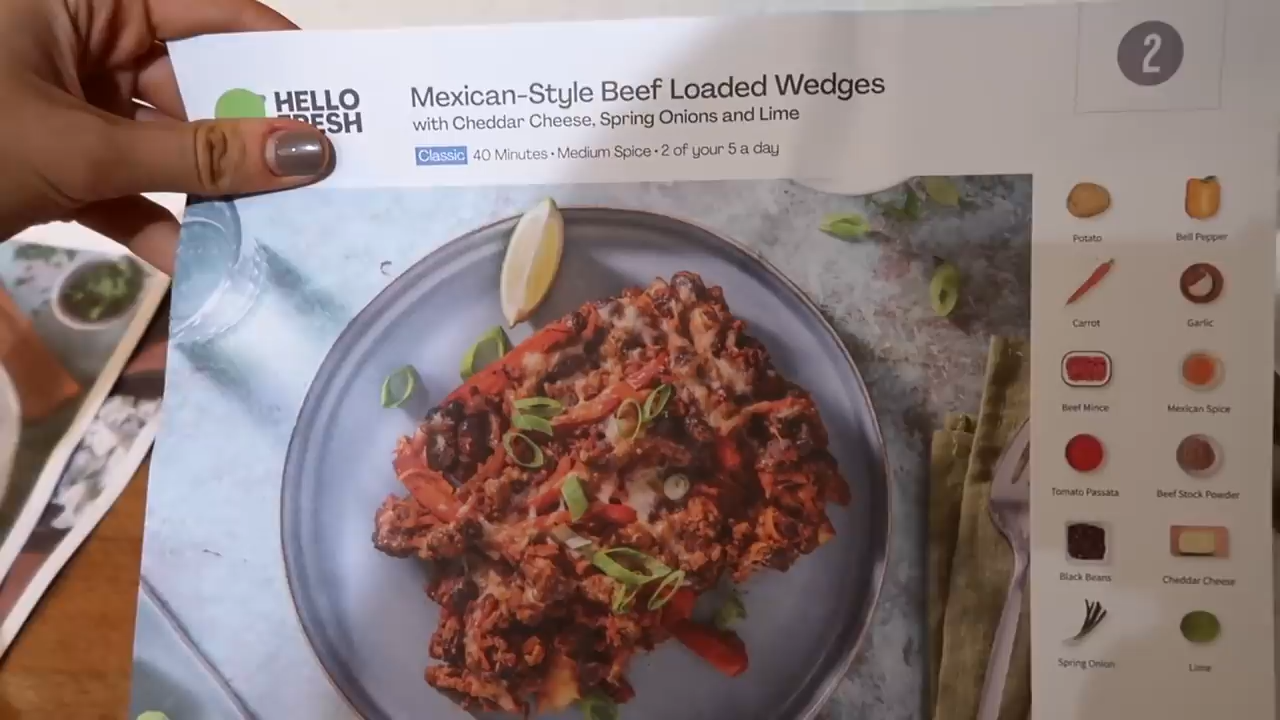 HELLO
FRESH
Mexican-Style Beef Loaded Wedges
with Cheddar Cheese, Spring Onions and Lime
Classic 40 Minutes • Medium Spice • 2 of your 5 a day
2
Potato
Bell Pepper
Carrot
Garlic
Beef Mince
Mexican Spice
Tomato Passata
Beef Stock Powder
Black Beans
Cheddar Cheese
Spring Onion
Lime